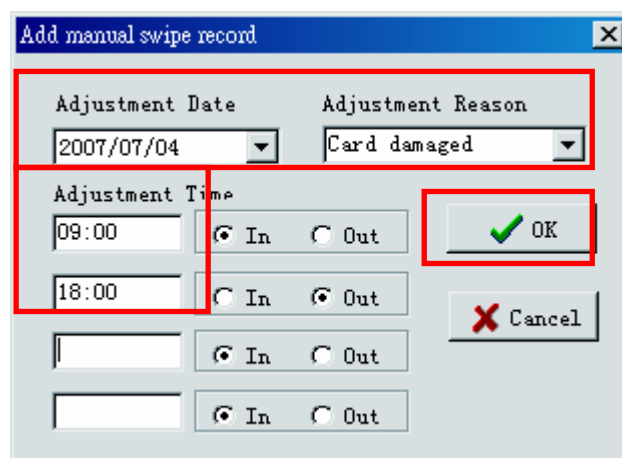 Add manual swipe record
Adjustment Date Adjustment Reason
2007/07/04 Card damaged
Adjustment Time
09:00 In Out OK
18:00 In Out
Cancel
In Out
In Out